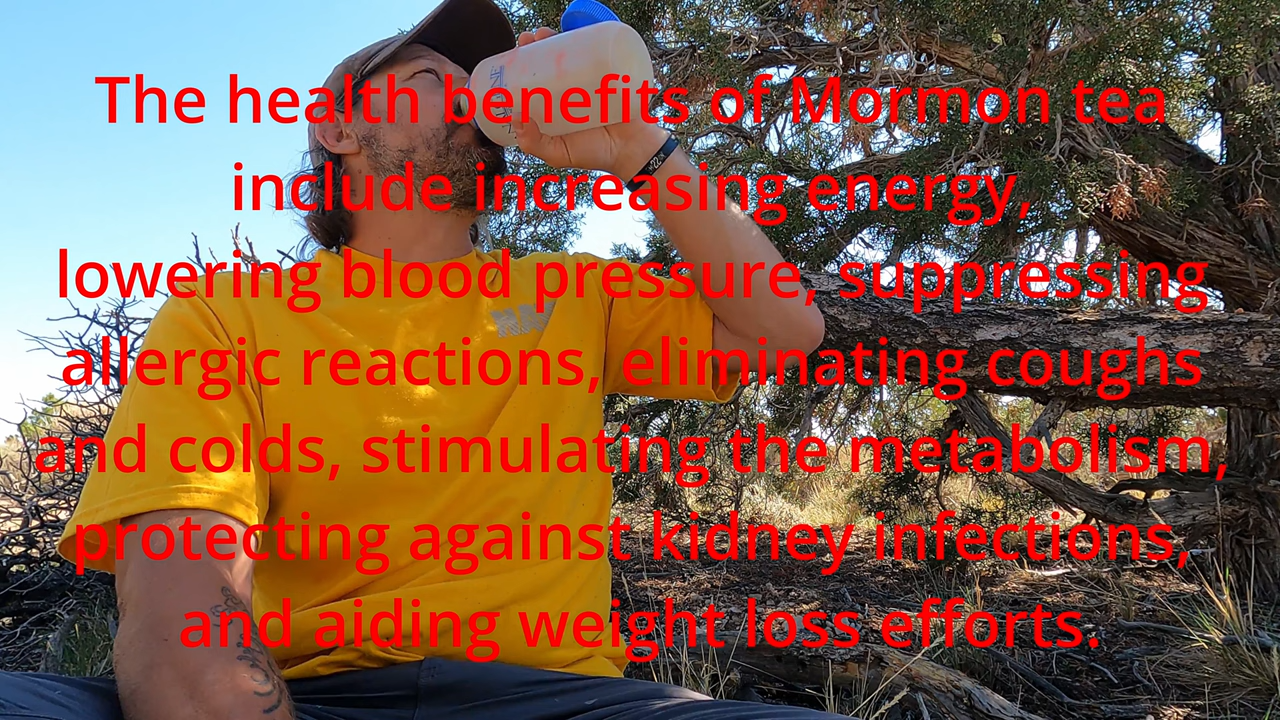 The health benefits of Mormon tea
include increasing energy,
lowering blood pressure, suppressing
allergic reactions, eliminating coughs
and colds, stimulating the metabolism,
protecting against kidney infections,
and aiding weight loss efforts.